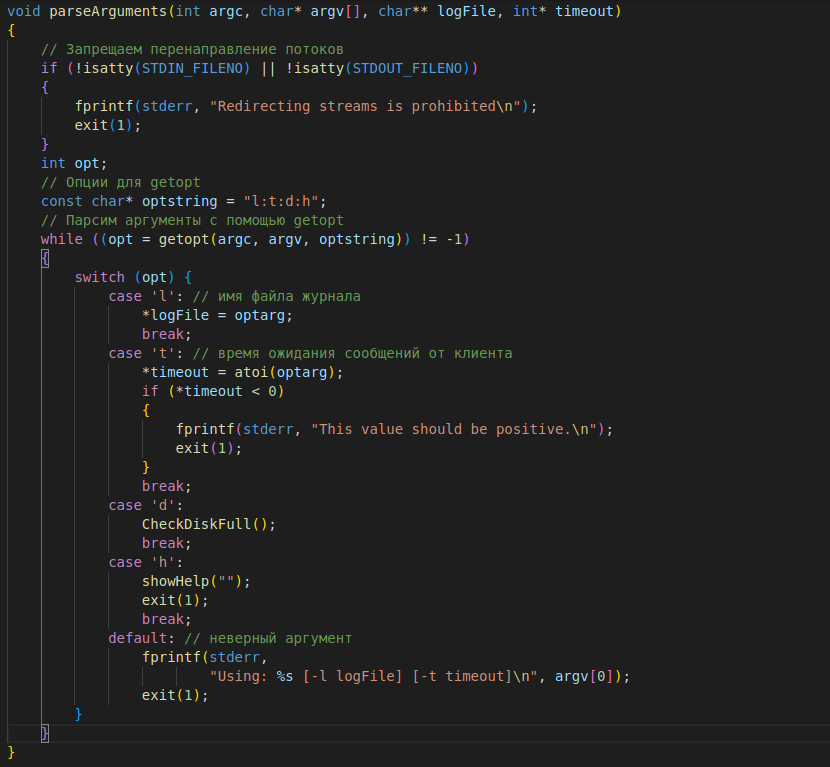 void parseArguments(int argc, char* argv[], char** logFile, int* timeout)
{
// Запрещаем перенаправление потоков
if (!isatty(STDIN_FILENO) || !isatty(STDOUT_FILENO))
{
fprintf(stderr, "Redirecting streams is prohibited\n");
exit(1);
}
int opt;
// Опции для getopt
const char* optstring = "l:t:d:h";
// Парсим аргументы с помощью getopt
while ((opt = getopt(argc, argv, optstring)) != -1)
{
switch (opt) {
case 'l': // имя файла журнала
*logFile = optarg;
break;
case 't': // время ожидания сообщений от клиента
*timeout = atoi(optarg);
if (*timeout < 0)
{
fprintf(stderr, "This value should be positive.\n");
exit(1);
}
break;
case 'd':
CheckDiskFull();
break;
case 'h':
showHelp("");
exit(1);
break;
default: // неверный аргумент
fprintf(stderr,
"Using: %s [-l logFile] [-t timeout]\n", argv[0]);
exit(1);
}
}
}